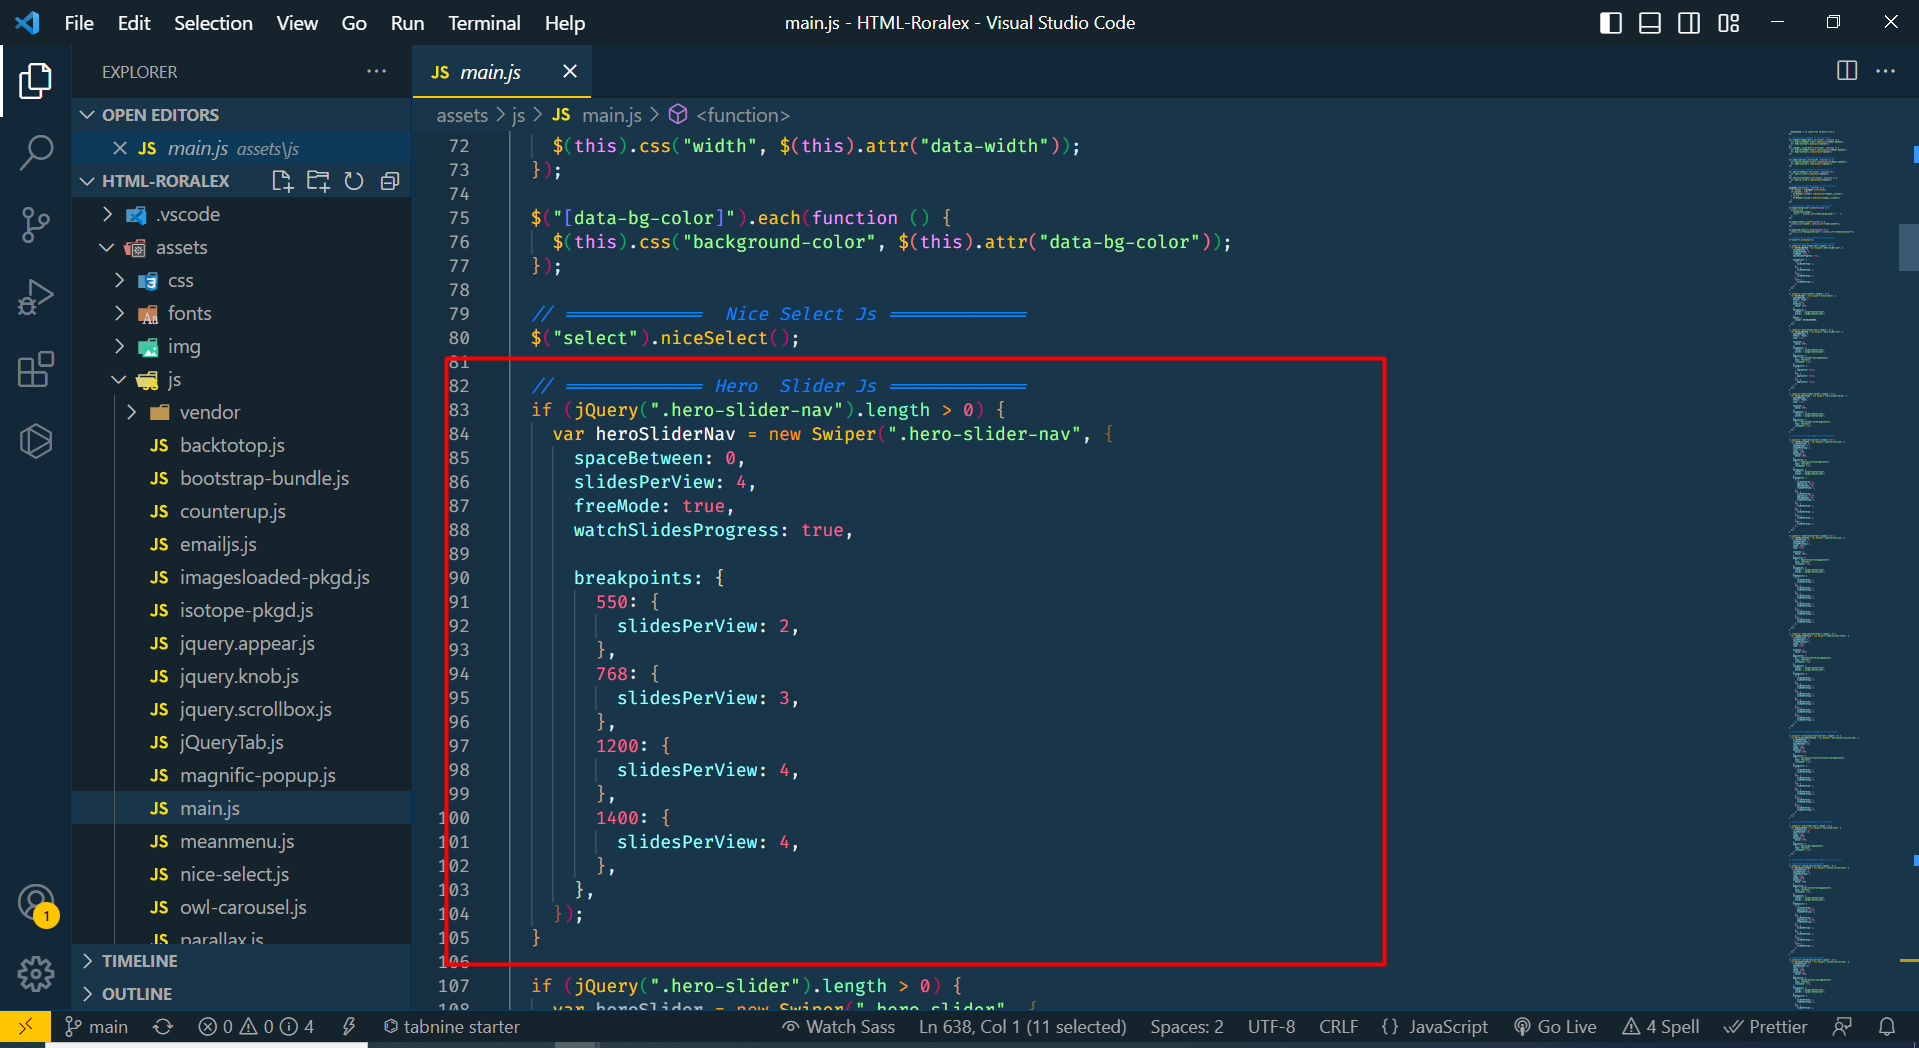 File Edit Selection View Go Run Terminal Help
main.js - HTML-Roralex - Visual Studio Code
EXPLORER
OPEN EDITORS
JS main.js assets\js
HTML-RORALEX
.vscode
assets
css
fonts
img
js
vendor
JS backtotop.js
JS bootstrap-bundle.js
JS counterup.js
JS emailjs.js
JS imagesloaded-pkgd.js
JS isotope-pkgd.js
JS jquery.appear.js
JS jquery.knob.js
JS jquery.scrollbox.js
JS jQueryTab.js
JS magnific-popup.js
JS main.js
JS meanmenu.js
JS nice-select.js
JS owl-carousel.js
JS parallax.js
TIMELINE
OUTLINE
JS main.js
assets > js > JS main.js > <function>
72 $(this).css("width", $(this).attr("data-width"));
73 });
74
75 $("[data-bg-color]").each(function () {
76 $(this).css("background-color", $(this).attr("data-bg-color"));
77 });
78
79 // ============ Nice Select Js ============
80 $("select").niceSelect();
81
82 // ============ Hero  Slider Js ============
83 if (jQuery(".hero-slider-nav").length > 0) {
84 var heroSliderNav = new Swiper(".hero-slider-nav", {
85 spaceBetween: 0,
86 slidesPerView: 4,
87 freeMode: true,
88 watchSlidesProgress: true,
89
90 breakpoints: {
91 550: {
92 slidesPerView: 2,
93 },
94 768: {
95 slidesPerView: 3,
96 },
97 1200: {
98 slidesPerView: 4,
99 },
100 1400: {
101 slidesPerView: 4,
102 },
103 },
104 });
105 }
106
107 if (jQuery(".hero-slider").length > 0) {
108 var heroSlider = new Swiper(".hero-slider", {
main 0 0 4 tabnine starter Watch Sass Ln 638, Col 1 (11 selected) Spaces: 2 UTF-8 CRLF {} JavaScript Go Live 4 Spell Prettier
1